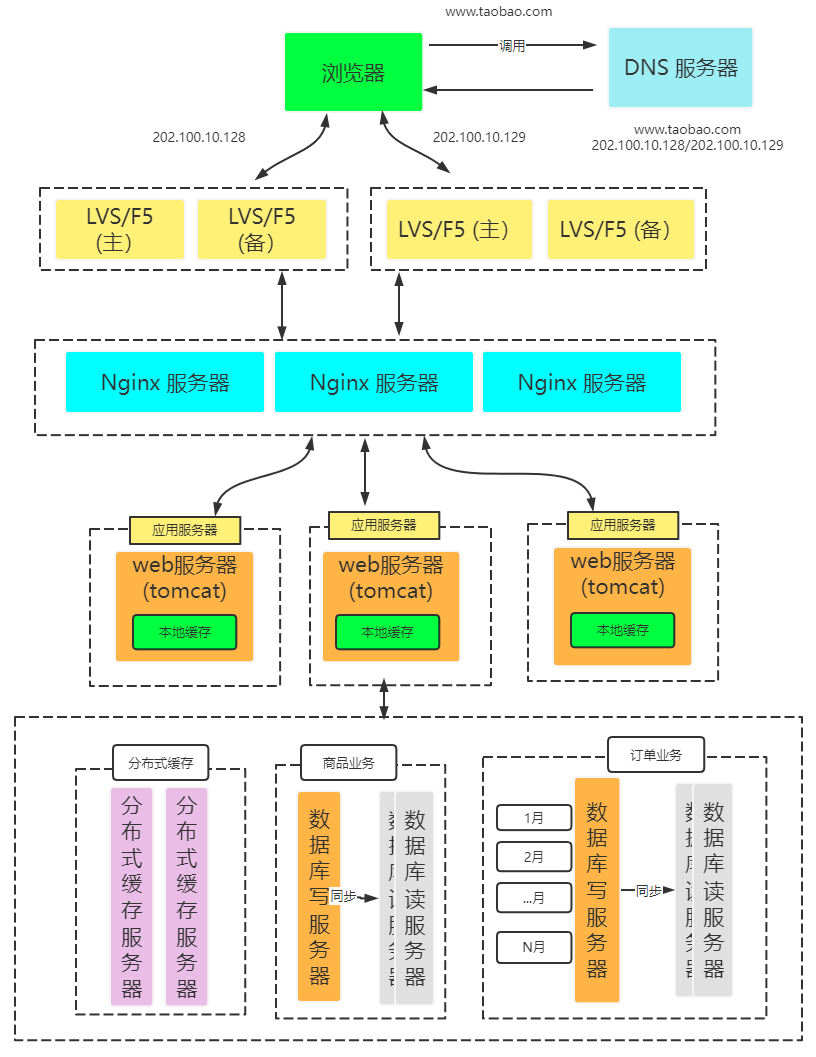 www.taobao.com
浏览器
调用
DNS 服务器
www.taobao.com
202.100.10.128/202.100.10.129
202.100.10.128
202.100.10.129
LVS/F5
(主）
LVS/F5
(备）
LVS/F5 (主）
LVS/F5 (备）
Nginx 服务器
Nginx 服务器
Nginx 服务器
应用服务器
web服务器
(tomcat)
本地缓存
应用服务器
web服务器
(tomcat)
本地缓存
应用服务器
web服务器
(tomcat)
本地缓存
分布式缓存
分布式缓存服务器
分布式缓存服务器
商品业务
数据库写服务器
同步
数据库读服务器
数据库读服务器
订单业务
1月
2月
...月
N月
数据库写服务器
同步
数据库读服务器
数据库读服务器